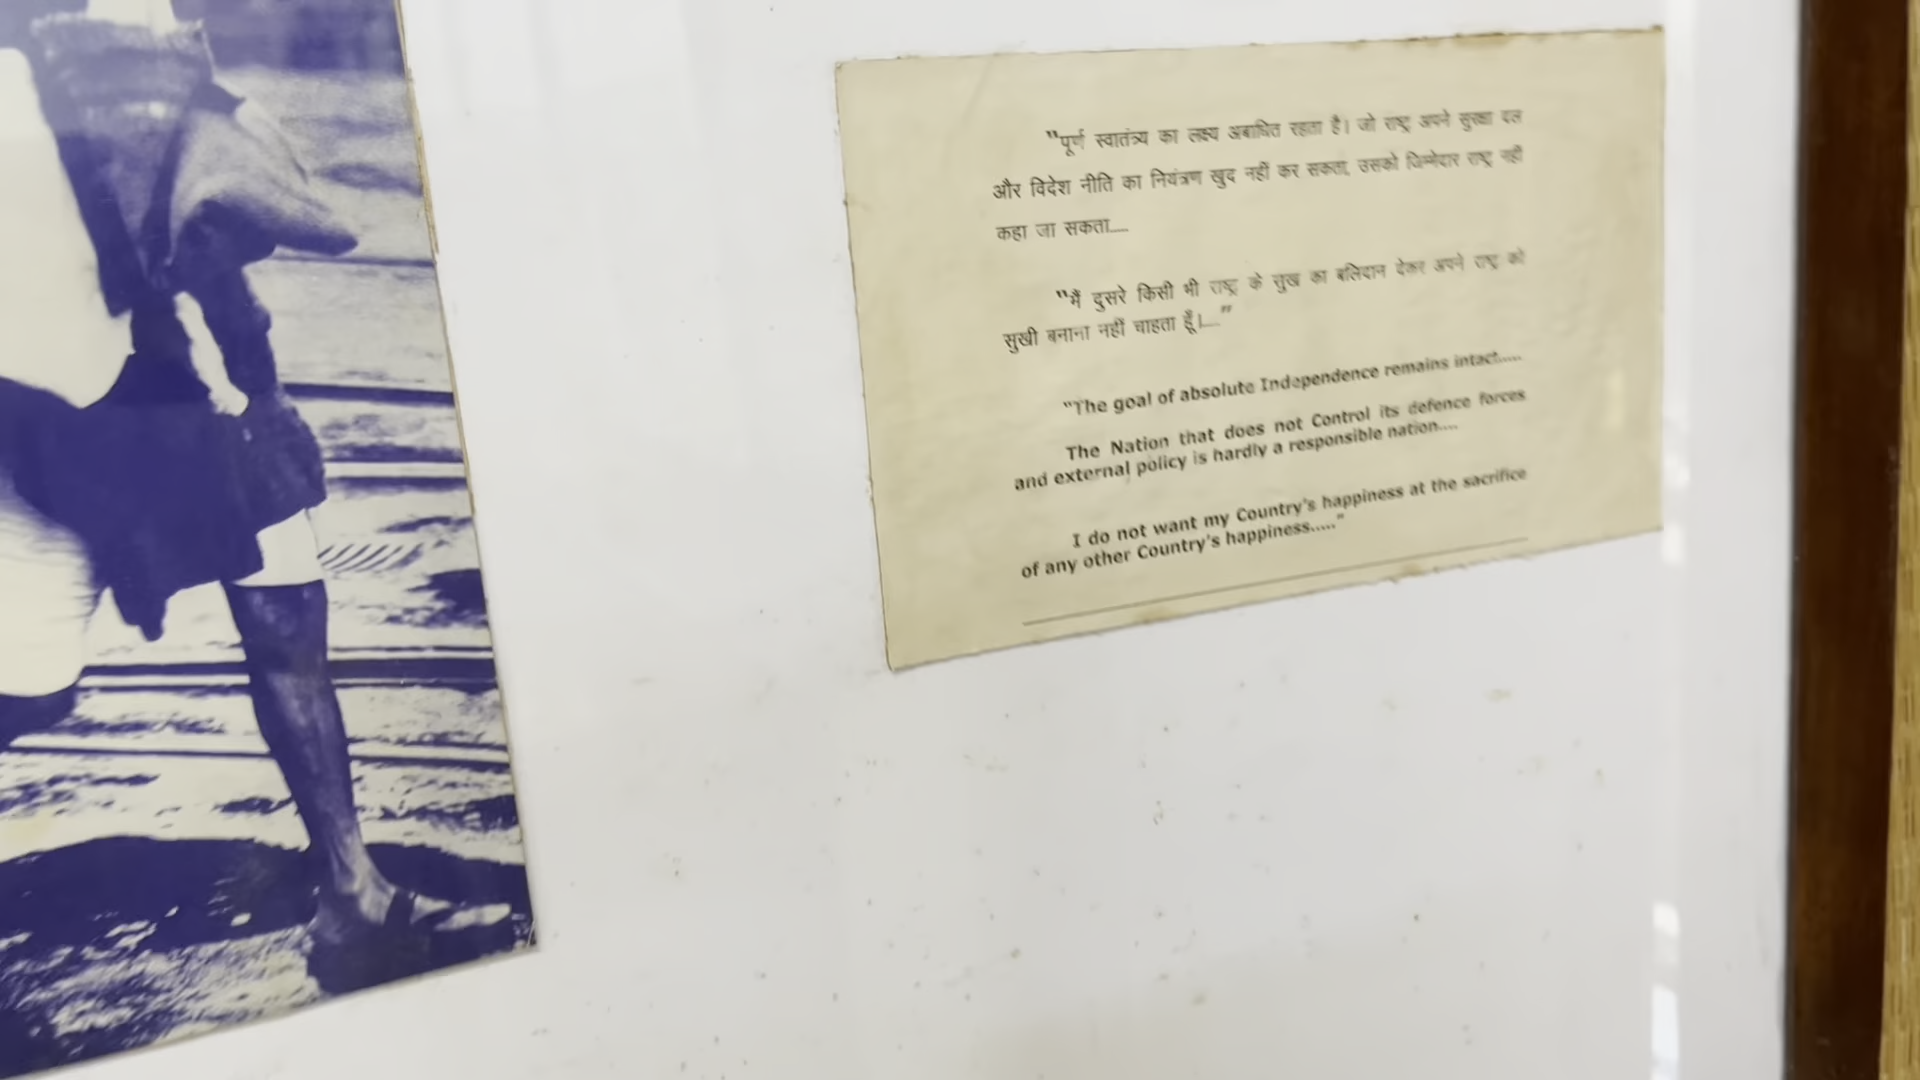 "पूर्ण स्वातंत्र्य का लक्ष्य अबाधित रहता है। जो राष्ट्र अपने सुरक्षा दल
और विदेश नीति का नियंत्रण खुद नहीं कर सकता, उसको जिम्मेदार राष्ट्र नहीं
कहा जा सकता.....
"मैं दुसरे किसी भी राष्ट्र के सुख का बलिदान देकर अपने राष्ट्र को
सुखी बनाना नहीं चाहता हूँ।....."
"The goal of absolute Independence remains intact.....
The Nation that does not Control its defence forces
and external policy is hardly a responsible nation....
I do not want my Country's happiness at the sacrifice
of any other Country's happiness....."